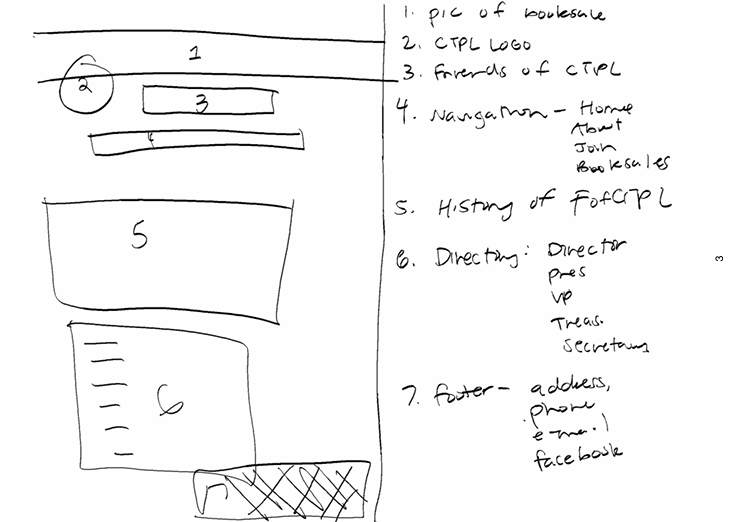 1
2
3
4
5
6
7
1. pic of booksale
2. CTPL LOGO
3. Friends of CTPL
4. Navigation - Home
About
Join
Booksales
5. History of FofCTPL
6. Directory: Director
pres
VP
Treas.
Secretary
7. footer - address,
phone
e-mail
facebook
3